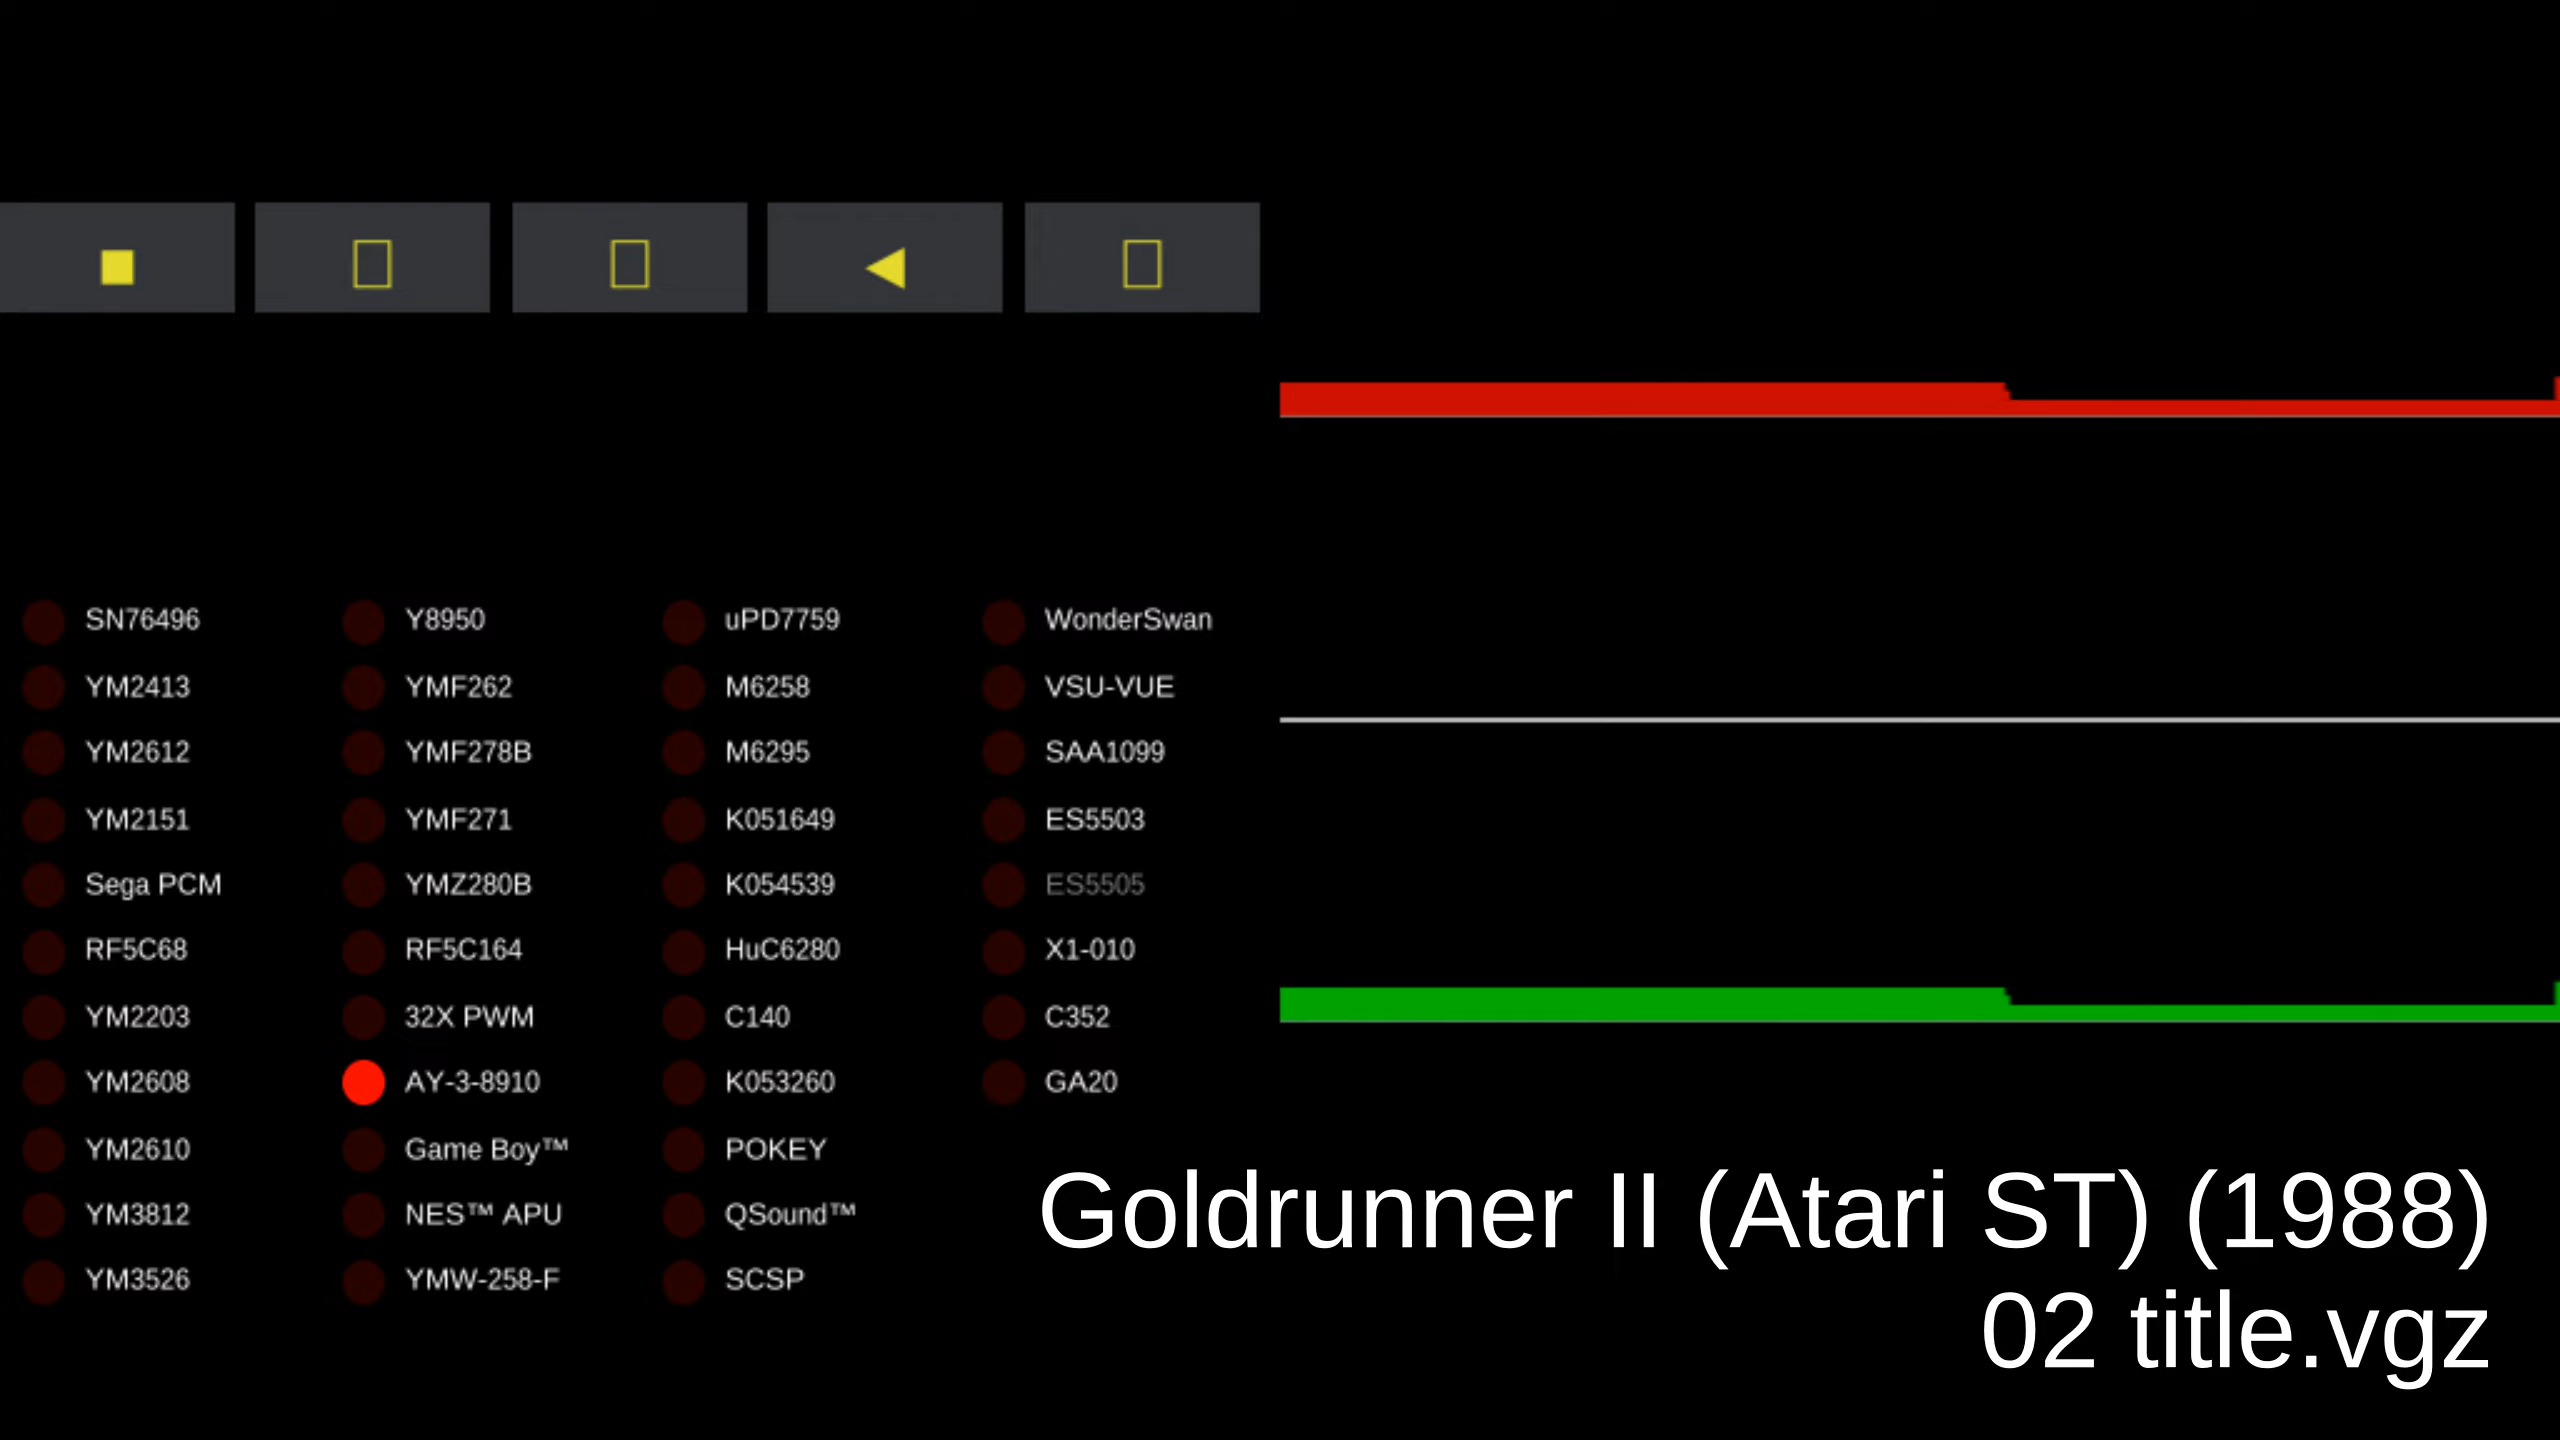 SN76496 Y8950 uPD7759 WonderSwan
YM2413 YMF262 M6258 VSU-VUE
YM2612 YMF278B M6295 SAA1099
YM2151 YMF271 K051649 ES5503
Sega PCM YMZ280B K054539 ES5505
RF5C68 RF5C164 HuC6280 X1-010
YM2203 32X PWM C140 C352
YM2608 AY-3-8910 K053260 GA20
YM2610 Game Boy™ POKEY
YM3812 NES™ APU QSound™
YM3526 YMW-258-F SCSP
Goldrunner II (Atari ST) (1988)
02 title.vgz